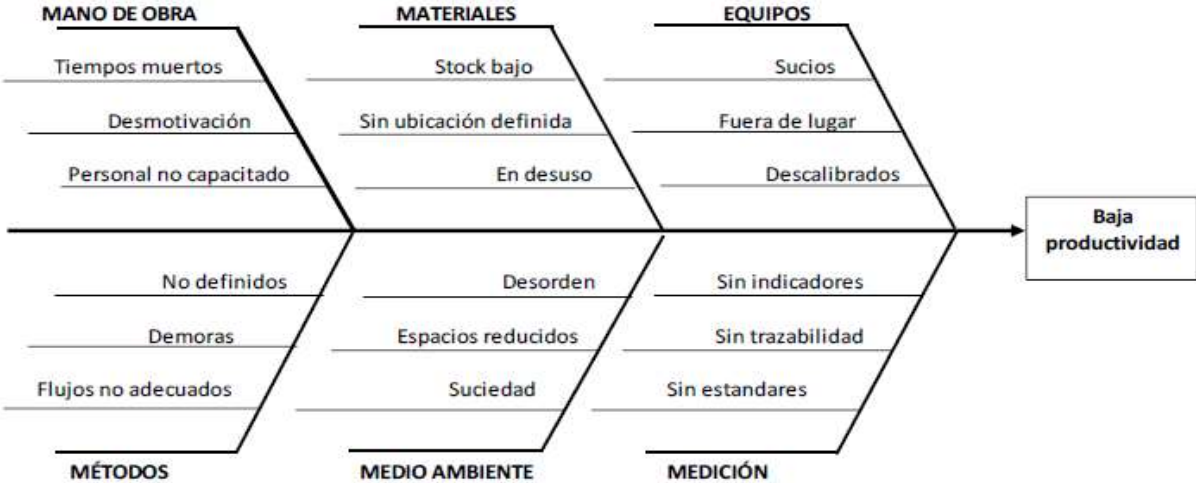 MANO DE OBRA
Tiempos muertos
Desmotivación
Personal no capacitado
MATERIALES
Stock bajo
Sin ubicación definida
En desuso
EQUIPOS
Sucios
Fuera de lugar
Descalibrados
Baja
productividad
No definidos
Demoras
Flujos no adecuados
MÉTODOS
Desorden
Espacios reducidos
Suciedad
MEDIO AMBIENTE
Sin indicadores
Sin trazabilidad
Sin estandares
MEDICIÓN